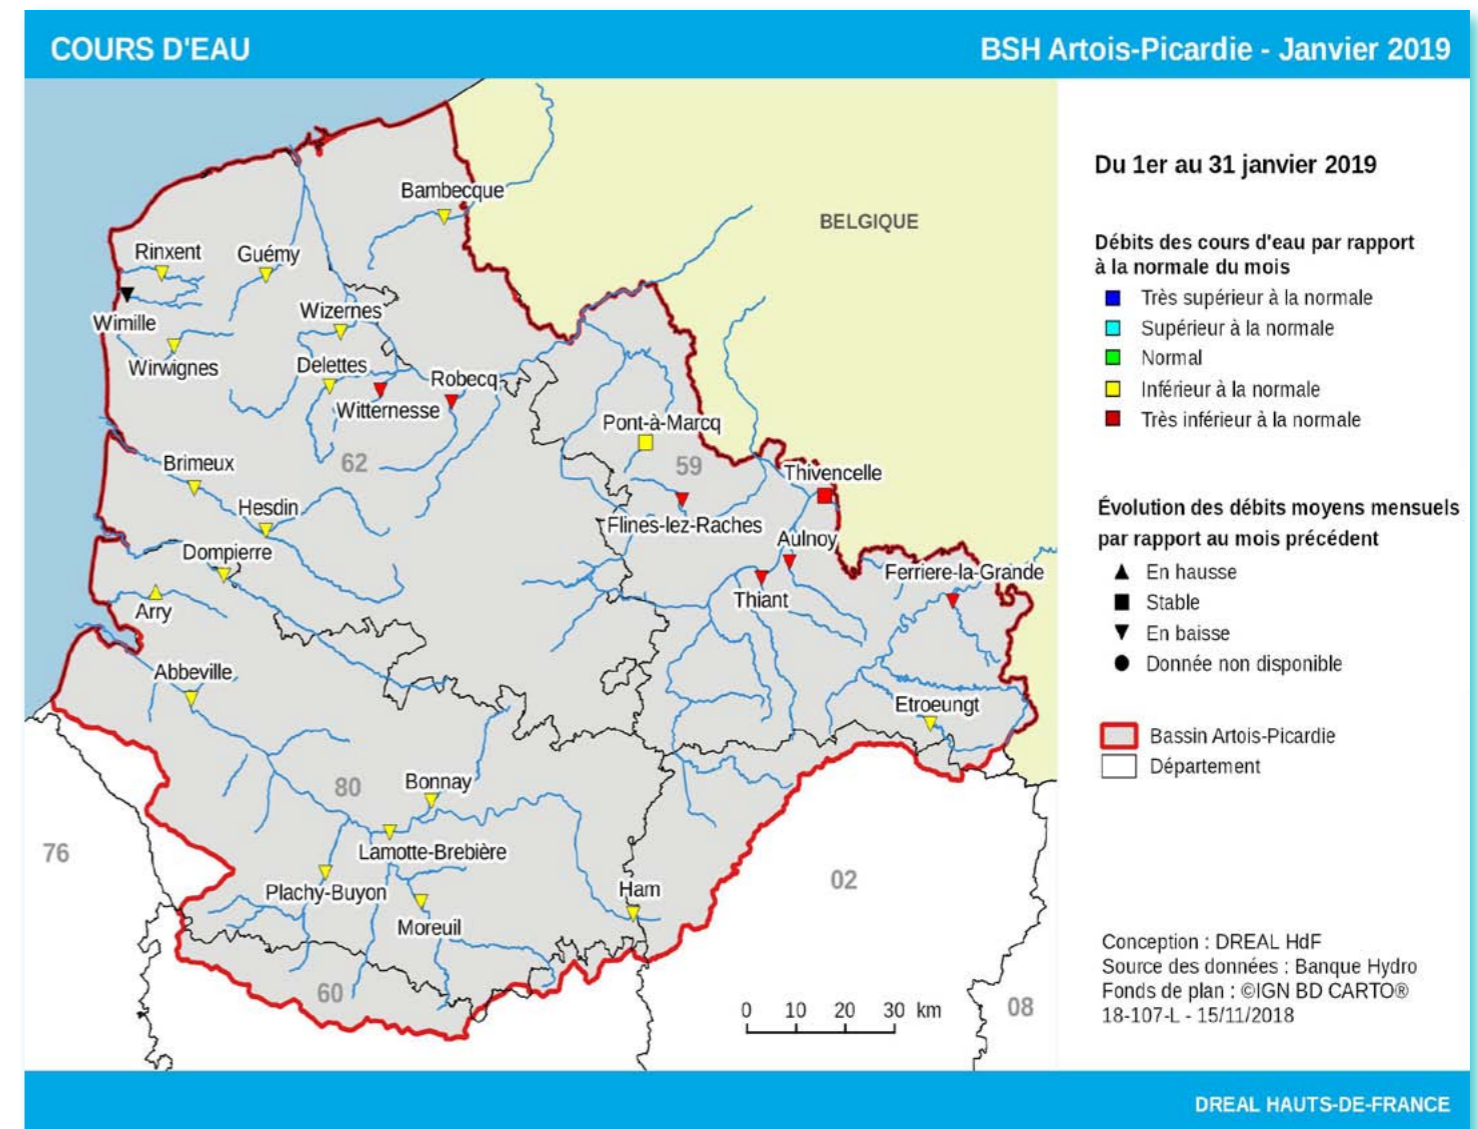 COURS D'EAU
BSH Artois-Picardie - Janvier 2019
Du 1er au 31 janvier 2019
Débits des cours d'eau par rapport
à la normale du mois
Très supérieur à la normale
Supérieur à la normale
Normal
Inférieur à la normale
Très inférieur à la normale
Évolution des débits moyens mensuels
par rapport au mois précédent
En hausse
Stable
En baisse
Donnée non disponible
Bassin Artois-Picardie
Département
Conception : DREAL HdF
Source des données : Banque Hydro
Fonds de plan : ©IGN BD CARTO®
18-107-L - 15/11/2018
BELGIQUE
Bambecque
Rinxent
Guémy
Wimille
Wizernes
Wirwignes
Delettes
Robecq
Witternesse
Pont-à-Marcq
62
59
Brimeux
Thivencelle
Hesdin
Flines-lez-Raches
Aulnoy
Dompierre
Ferriere-la-Grande
Thiant
Arry
Abbeville
Etroeungt
Bonnay
80
76
Lamotte-Brebière
02
Plachy-Buyon
Ham
Moreuil
60
08
0 10 20 30 km
DREAL HAUTS-DE-FRANCE